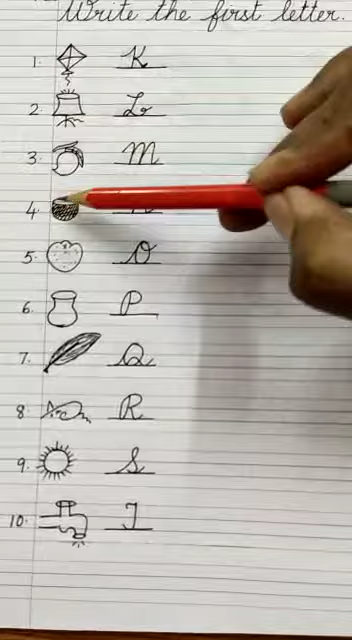 Write the first letter.
1. K
2. L
3. M
4.
5. O
6. P
7. Q
8. R
9. S
10. T